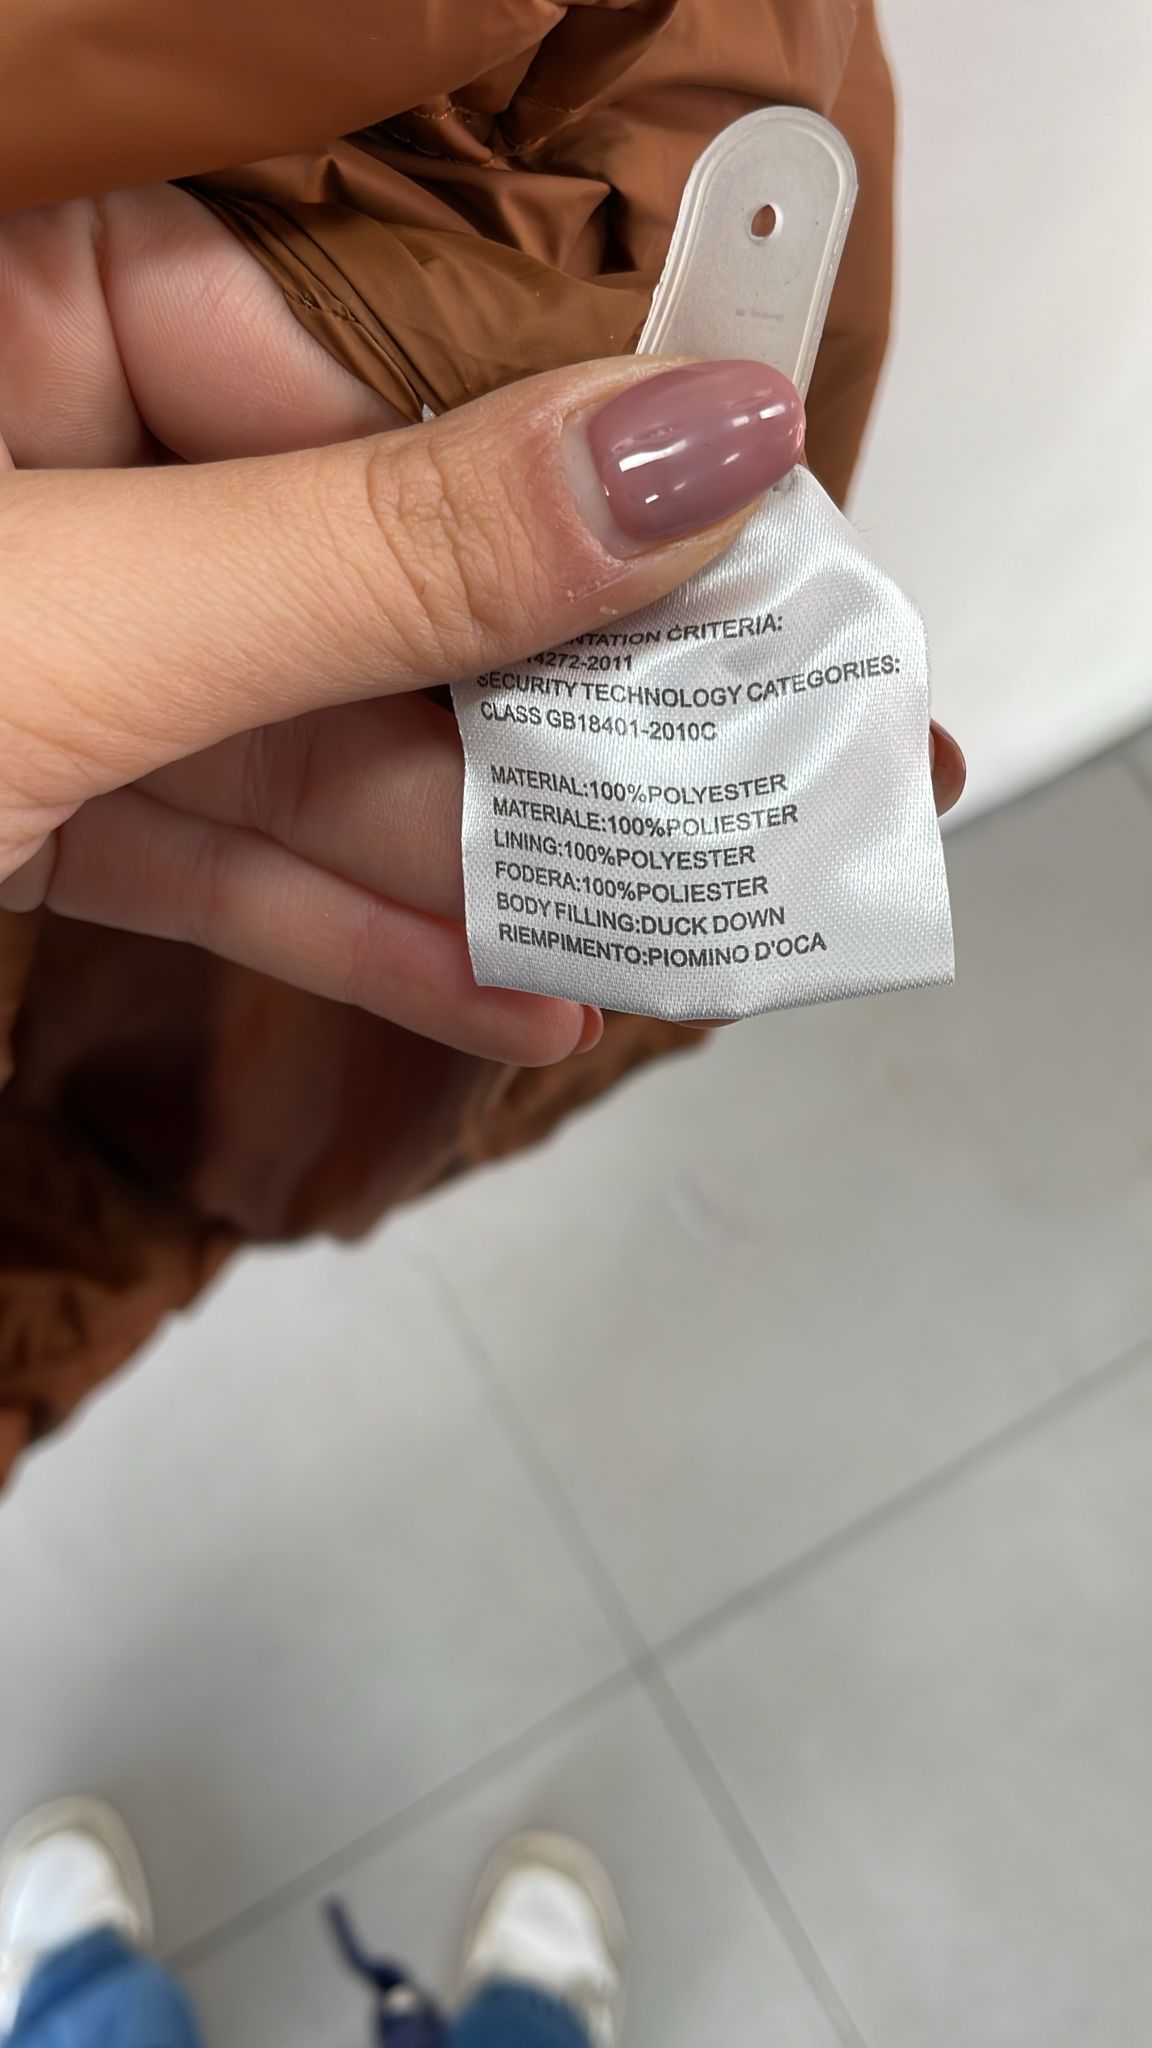 CRITERIA:
14272-2011
SECURITY TECHNOLOGY CATEGORIES:
CLASS GB18401-2010C
MATERIAL:100%POLYESTER
MATERIALE:100%POLIESTER
LINING:100%POLYESTER
FODERA:100%POLIESTER
BODY FILLING:DUCK DOWN
RIEMPIMENTO:PIOMINO D'OCA